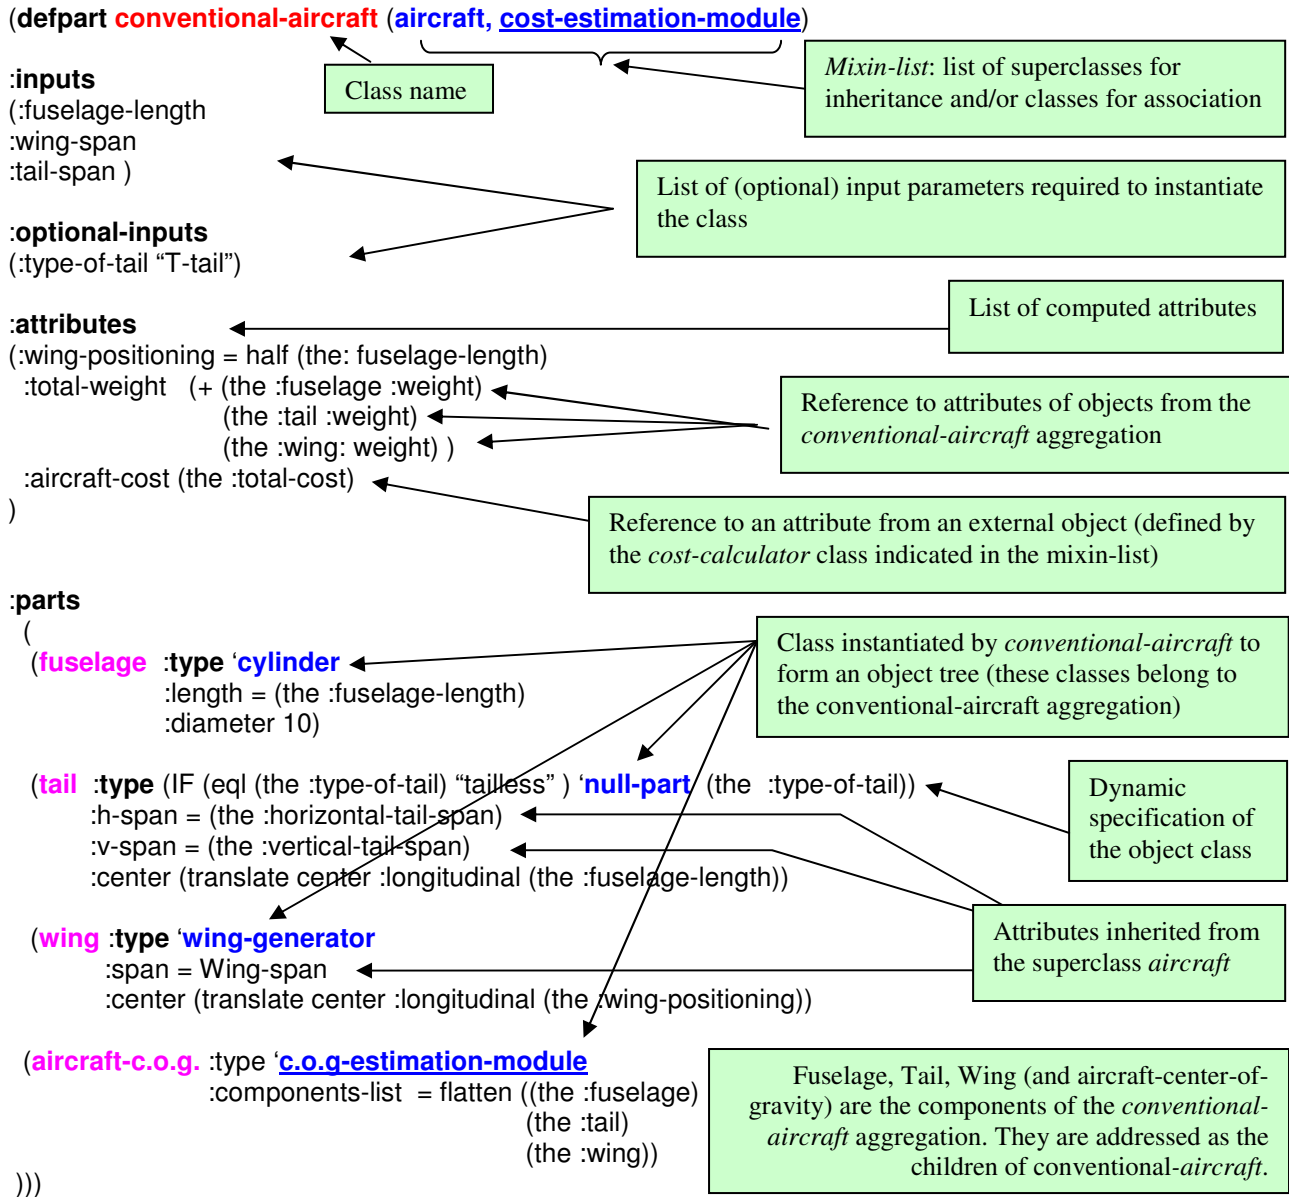 (defpart conventional-aircraft (aircraft, cost-estimation-module)
Class name
Mixin-list: list of superclasses for
inheritance and/or classes for association
:inputs
(:fuselage-length
:wing-span
:tail-span )
List of (optional) input parameters required to instantiate
the class
:optional-inputs
(:type-of-tail “T-tail”)
List of computed attributes
:attributes
(:wing-positioning = half (the: fuselage-length)
:total-weight (+ (the :fuselage :weight)
(the :tail :weight)
(the :wing: weight) )
Reference to attributes of objects from the
conventional-aircraft aggregation
:aircraft-cost (the :total-cost)
)
Reference to an attribute from an external object (defined by
the cost-calculator class indicated in the mixin-list)
:parts
(
(fuselage :type ‘cylinder
:length = (the :fuselage-length)
:diameter 10)
Class instantiated by conventional-aircraft to
form an object tree (these classes belong to
the conventional-aircraft aggregation)
(tail :type (IF (eql (the :type-of-tail) “tailless” ) ‘null-part (the :type-of-tail))
:h-span = (the :horizontal-tail-span)
:v-span = (the :vertical-tail-span)
:center (translate center :longitudinal (the :fuselage-length))
Dynamic
specification of
the object class
(wing :type ‘wing-generator
:span = Wing-span
:center (translate center :longitudinal (the :wing-positioning))
Attributes inherited from
the superclass aircraft
(aircraft-c.o.g. :type ‘c.o.g-estimation-module
:components-list = flatten ((the :fuselage)
(the :tail)
(the :wing))
)))
Fuselage, Tail, Wing (and aircraft-center-of-
gravity) are the components of the conventional-
aircraft aggregation. They are addressed as the
children of conventional-aircraft.